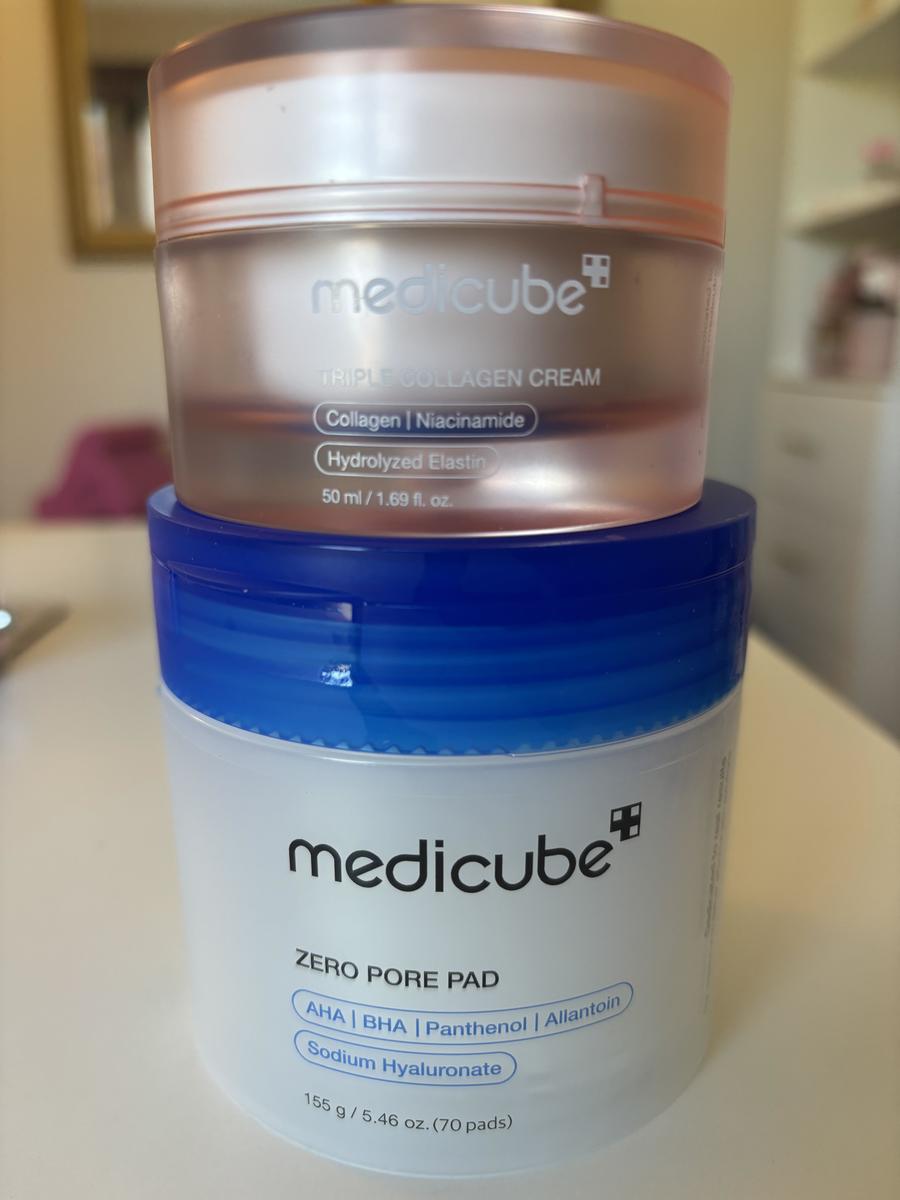 medicube
TRIPLE COLLAGEN CREAM
Collagen | Niacinamide
Hydrolyzed Elastin
50 ml / 1.69 fl. oz.
medicube
ZERO PORE PAD
AHA | BHA | Panthenol | Allantoin
Sodium Hyaluronate
155 g / 5.46 oz. (70 pads)